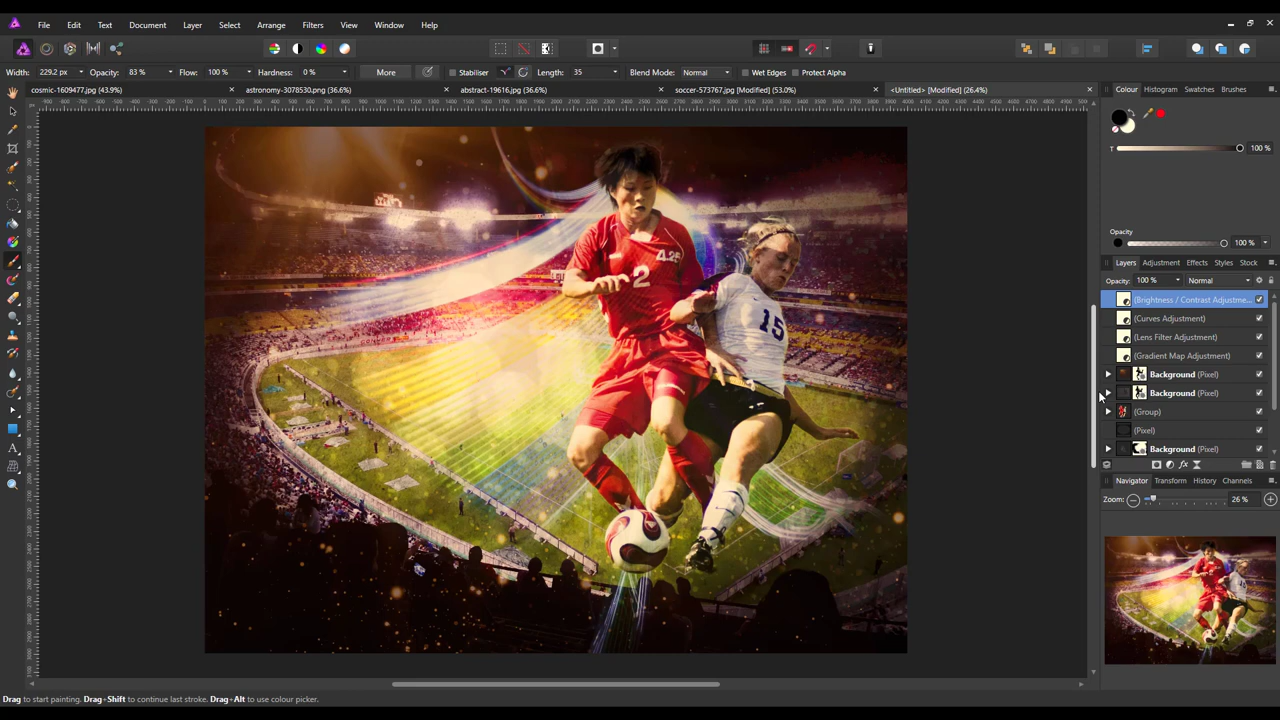 File Edit Text Document Layer Select Arrange Filters View Window Help
Width: 229.2 px Opacity: 83 % Flow: 100 % Hardness: 0 % More Stabiliser Length: 35 Blend Mode: Normal Wet Edges Protect Alpha
cosmic-1609477.jpg (43.9%) astronomy-3078530.png (36.6%) abstract-19616.jpg (36.6%) soccer-573767.jpg [Modified] (53.0%) <Untitled> [Modified] (26.4%)
Colour Histogram Swatches Brushes
T 100 %
Opacity
100 %
Layers Adjustment Effects Styles Stock
Opacity: 100 % Normal
(Brightness / Contrast Adjustme...
(Curves Adjustment)
(Lens Filter Adjustment)
(Gradient Map Adjustment)
Background (Pixel)
Background (Pixel)
(Group)
(Pixel)
Background (Pixel)
Navigator Transform History Channels
Zoom: 26 %
4.25
2
15
Drag to start painting. Drag+Shift to continue last stroke. Drag+Alt to use colour picker.